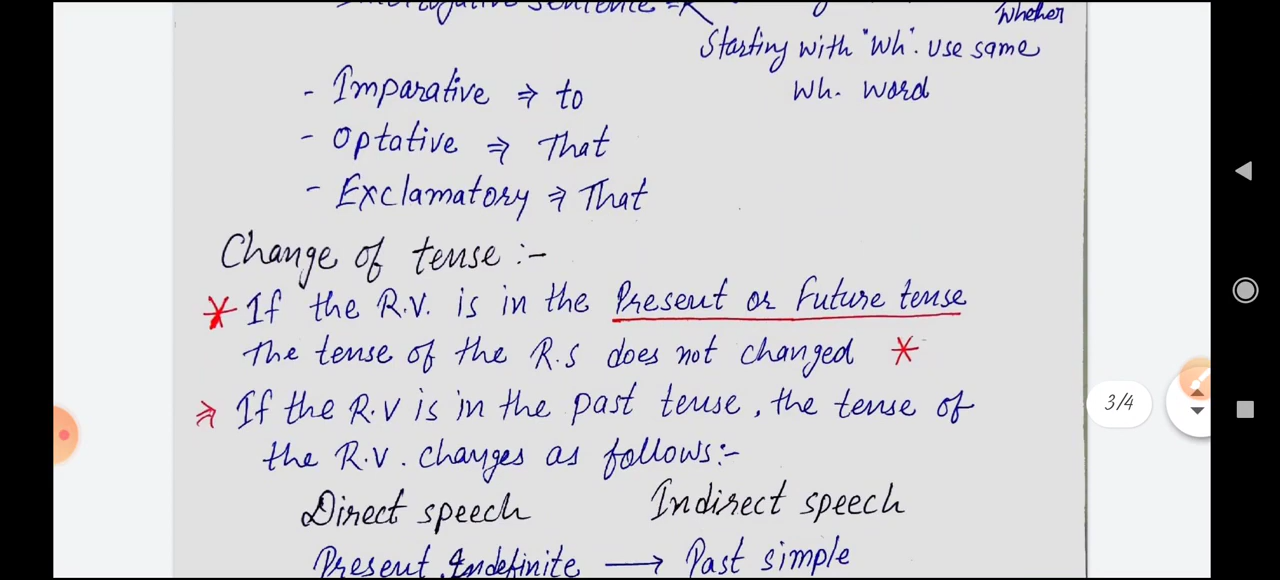 Interrogative sentence ⇒
Whether
Starting with "Wh". use same
Wh. word
- Imparative ⇒ to
- Optative ⇒ That
- Exclamatory ⇒ That
Change of tense :-
* If the R.V. is in the Present or Future tense
The tense of the R.S does not changed *
⇒ If the R.V is in the past tense, the tense of
the R.V. changes as follows:-
Direct speech Indirect speech
Present Indefinite → Past simple
3/4